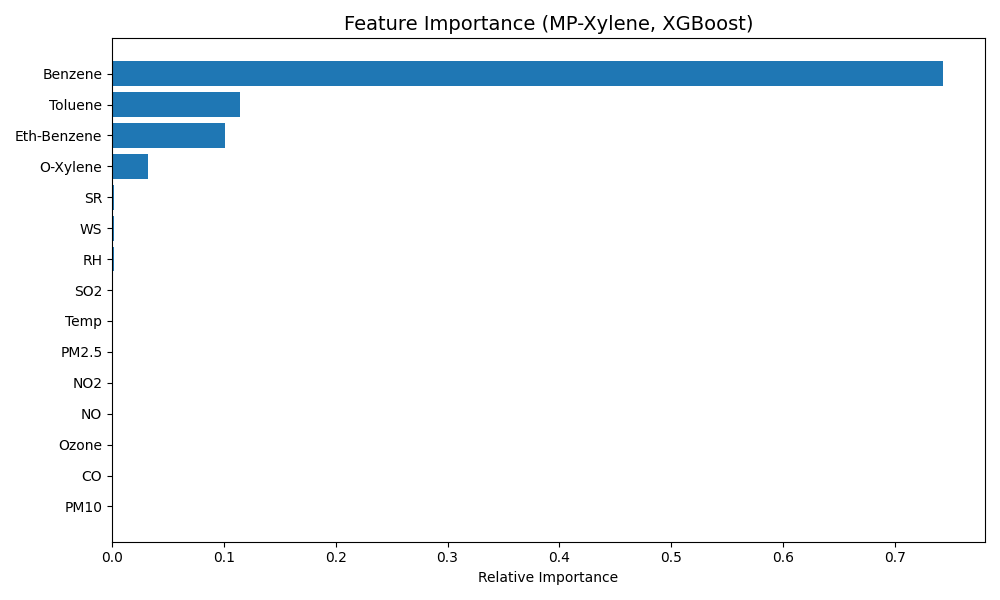 Feature Importance (MP-Xylene, XGBoost)
Benzene
Toluene
Eth-Benzene
O-Xylene
SR
WS
RH
SO2
Temp
PM2.5
NO2
NO
Ozone
CO
PM10
0.0 0.1 0.2 0.3 0.4 0.5 0.6 0.7
Relative Importance